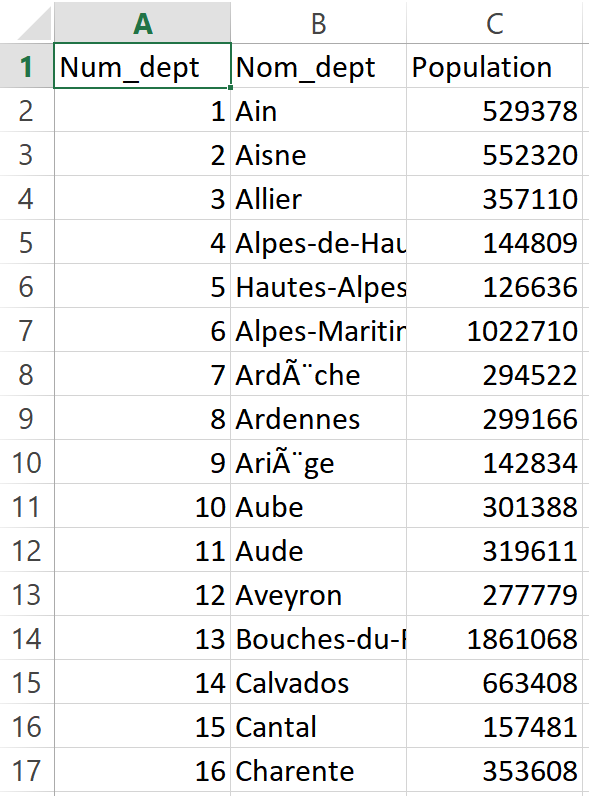 A B C
1 Num_dept Nom_dept Population
2 1 Ain 529378
3 2 Aisne 552320
4 3 Allier 357110
5 4 Alpes-de-Hau 144809
6 5 Hautes-Alpes 126636
7 6 Alpes-Maritin 1022710
8 7 ArdÃ¨che 294522
9 8 Ardennes 299166
10 9 AriÃ¨ge 142834
11 10 Aube 301388
12 11 Aude 319611
13 12 Aveyron 277779
14 13 Bouches-du-R 1861068
15 14 Calvados 663408
16 15 Cantal 157481
17 16 Charente 353608